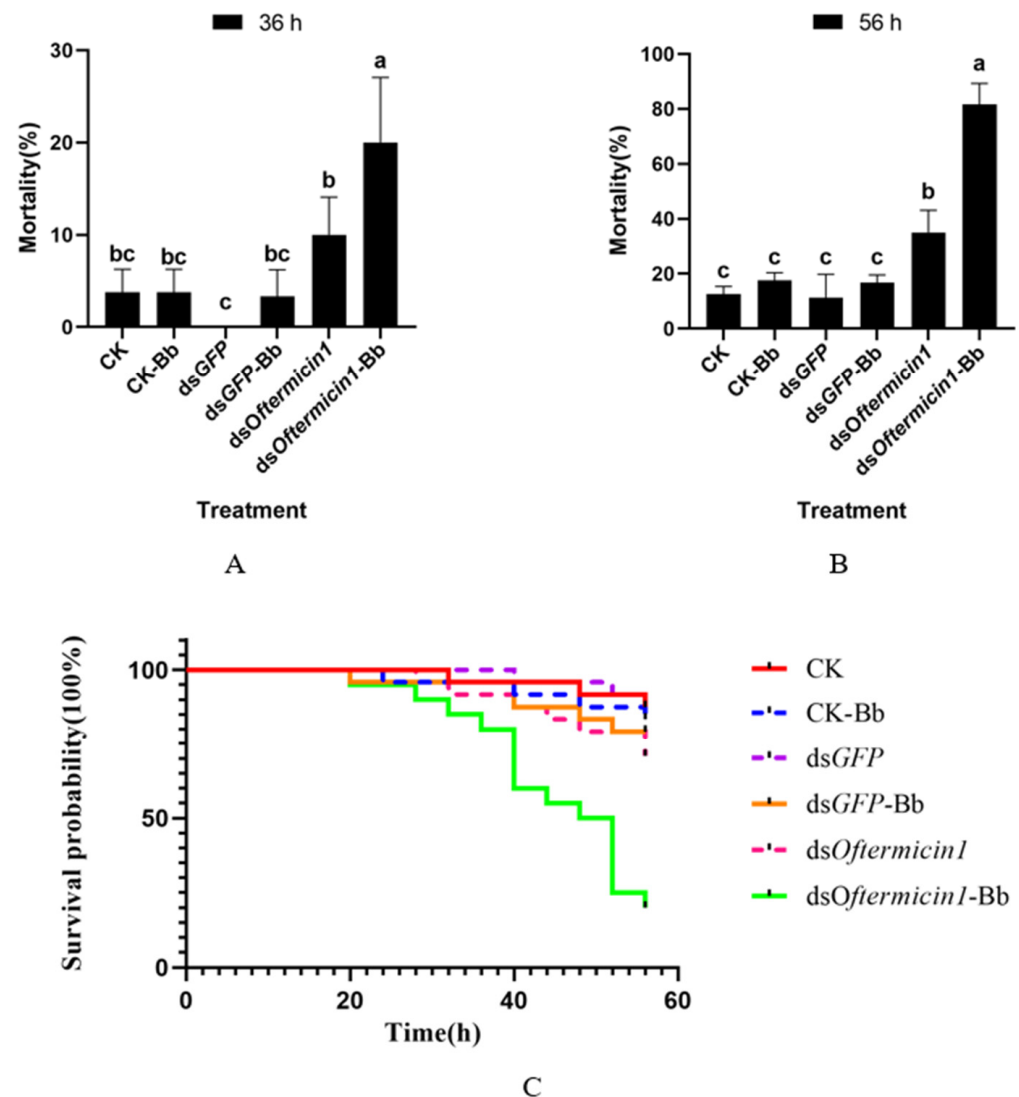 36 h
30
20
10
0
Mortality(%)
bc
bc
c
bc
b
a
CK
CK-Bb
dsGFP
dsGFP-Bb
dsOftermicin1
dsOftermicin1-Bb
Treatment
A
56 h
100
80
60
40
20
0
Mortality(%)
c
c
c
c
b
a
CK
CK-Bb
dsGFP
dsGFP-Bb
dsOftermicin1
dsOftermicin1-Bb
Treatment
B
Survival probability(100%)
100
50
0
0
20
40
60
Time(h)
CK
CK-Bb
dsGFP
dsGFP-Bb
dsOftermicin1
dsOftermicin1-Bb
C